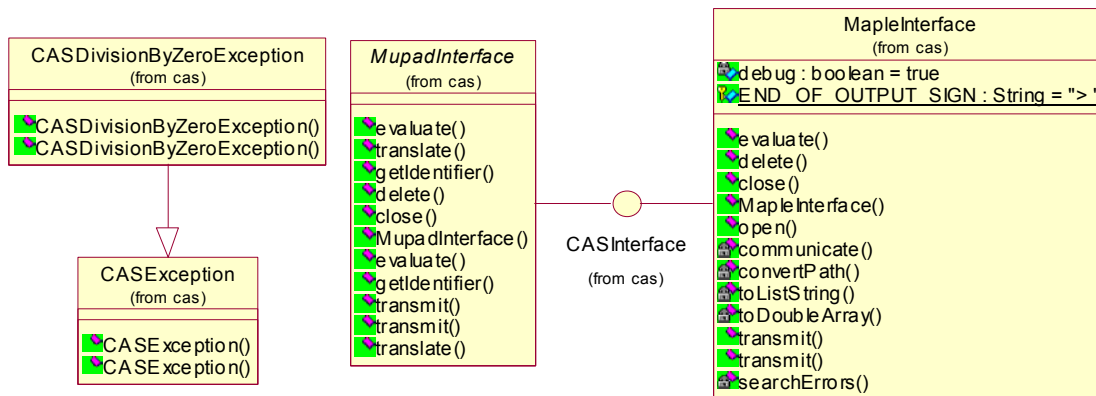 CASDivisionByZeroException
(from cas)
CASDivisionByZeroException()
CASDivisionByZeroException()
CASException
(from cas)
CASException()
CASException()
MupadInterface
(from cas)
evaluate()
translate()
getIdentifier()
delete()
close()
MupadInterface()
evaluate()
getIdentifier()
transmit()
transmit()
translate()
CASInterface
(from cas)
MapleInterface
(from cas)
debug : boolean = true
END_OF_OUTPUT_SIGN : String = "> "
evaluate()
delete()
close()
MapleInterface()
open()
communicate()
convertPath()
toListString()
toDoubleArray()
transmit()
transmit()
searchErrors()